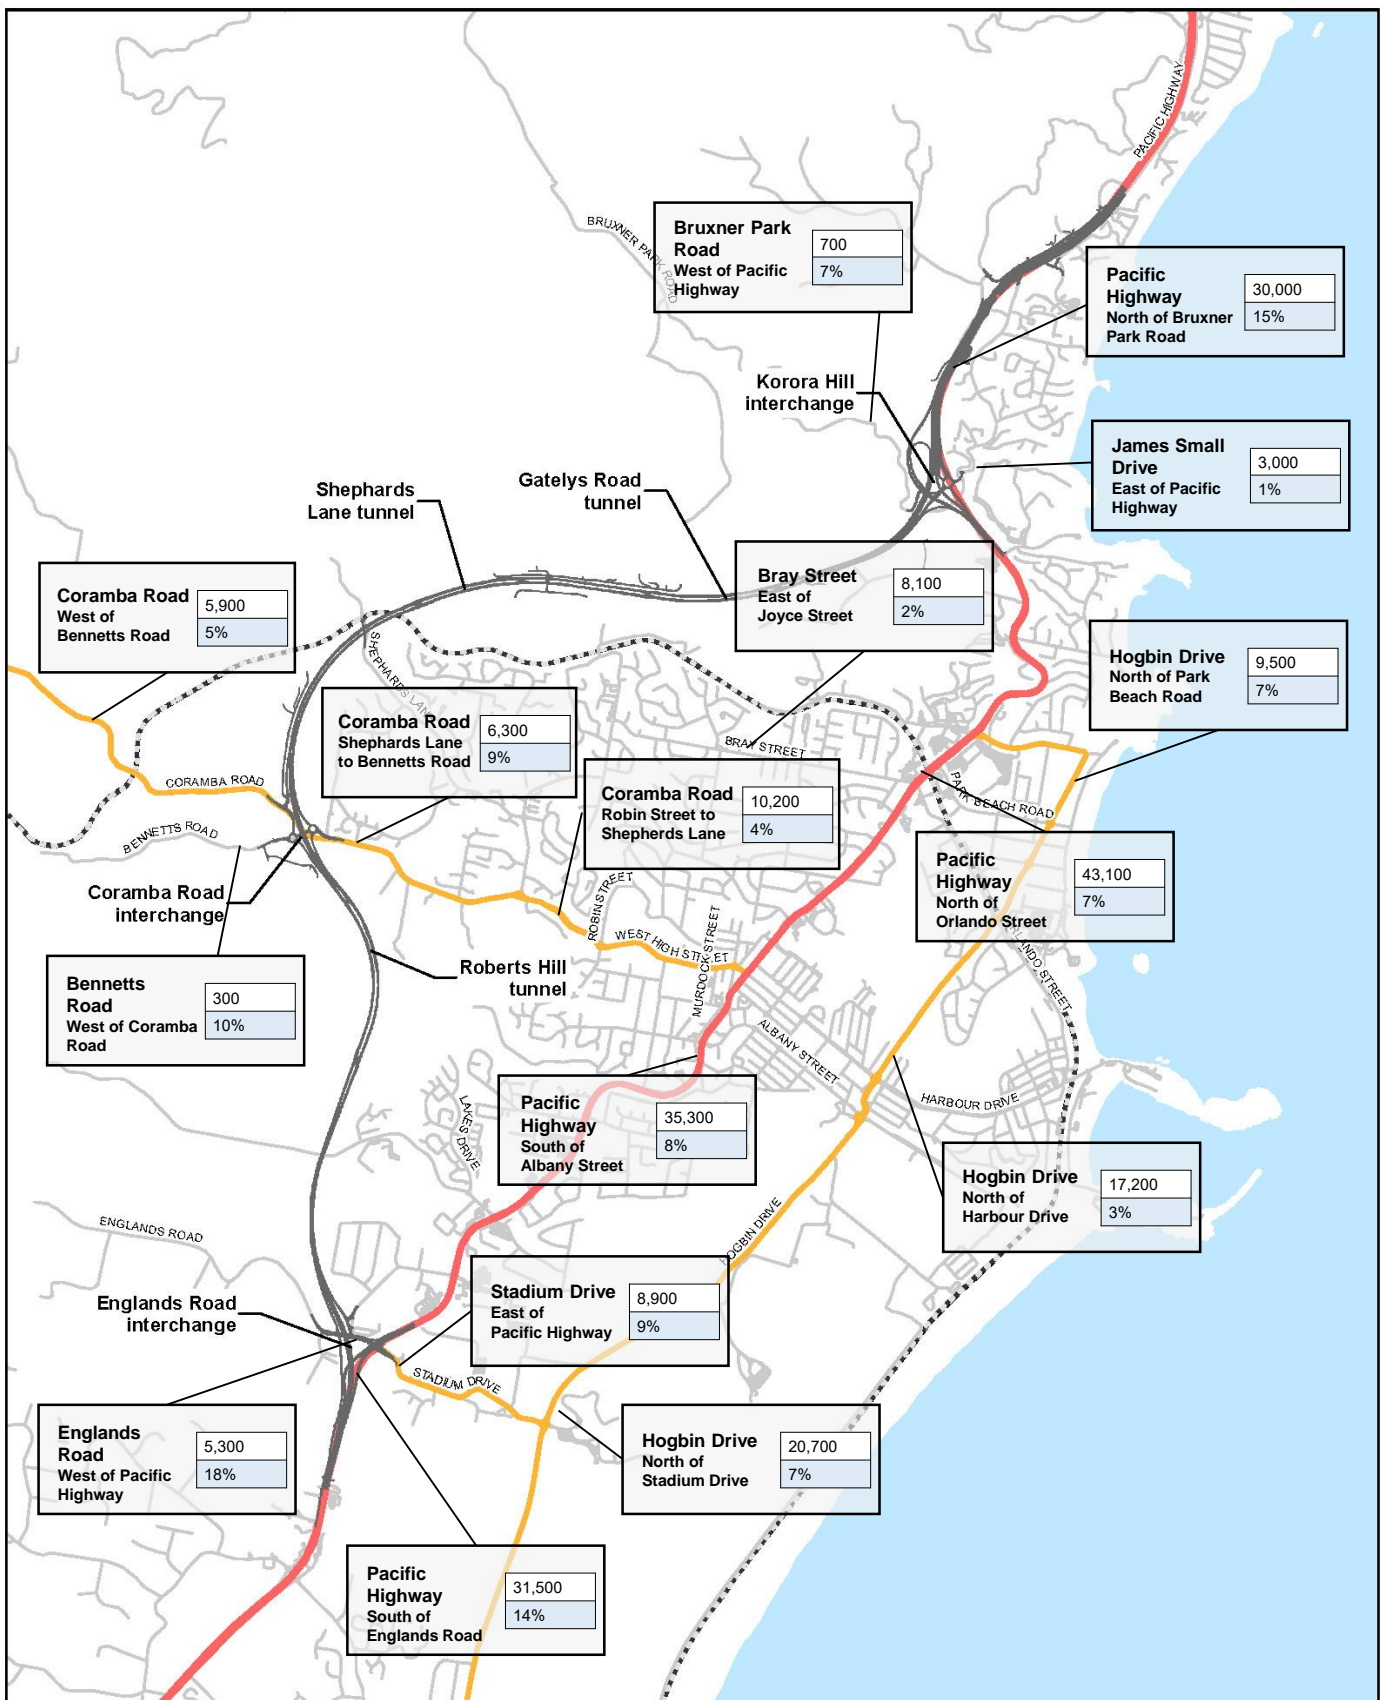 PACIFIC HIGHWAY
BRUXNER PARK ROAD
Bruxner Park
Road
West of Pacific
Highway
700
7%
Pacific
Highway
North of Bruxner
Park Road
30,000
15%
Korora Hill
interchange
James Small
Drive
East of Pacific
Highway
3,000
1%
Shephards
Lane tunnel
Gatelys Road
tunnel
Bray Street
East of
Joyce Street
8,100
2%
Coramba Road
West of
Bennetts Road
5,900
5%
Hogbin Drive
North of Park
Beach Road
9,500
7%
SHEPHARDS LANE
Coramba Road
Shephards Lane
to Bennetts Road
6,300
9%
BRAY STREET
CORAMBA ROAD
Coramba Road
Robin Street to
Shepherds Lane
10,200
4%
PARK BEACH ROAD
BENNETTS ROAD
Pacific
Highway
North of
Orlando Street
43,100
7%
Coramba Road
interchange
ROBIN STREET
WEST HIGH STREET
MURDOCK STREET
ORLANDO STREET
Roberts Hill
tunnel
Bennetts
Road
West of Coramba
Road
300
10%
ALBANY STREET
HARBOUR DRIVE
LAKES DRIVE
Pacific
Highway
South of
Albany Street
35,300
8%
Hogbin Drive
North of
Harbour Drive
17,200
3%
ENGLANDS ROAD
HOGBIN DRIVE
Englands Road
interchange
Stadium Drive
East of
Pacific Highway
8,900
9%
STADIUM DRIVE
Englands
Road
West of Pacific
Highway
5,300
18%
Hogbin Drive
North of
Stadium Drive
20,700
7%
Pacific
Highway
South of
Englands Road
31,500
14%